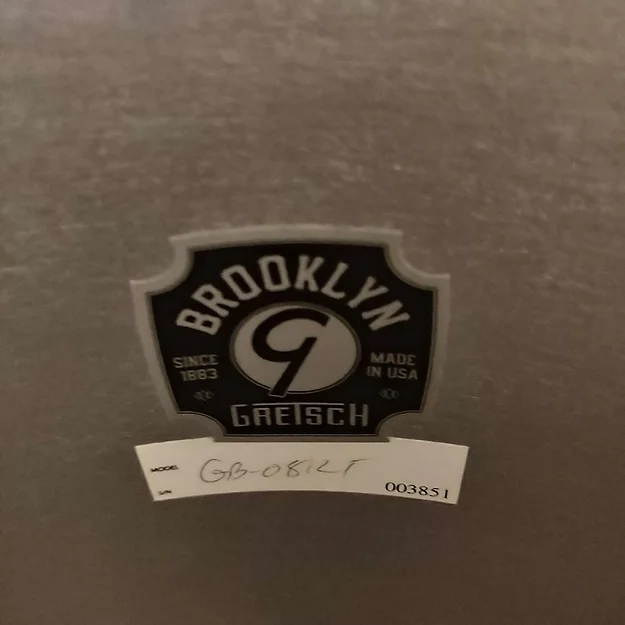 BROOKLYN
G
SINCE 1883
MADE IN USA
GRETSCH
MODEL GB-0812T
S/N 003851